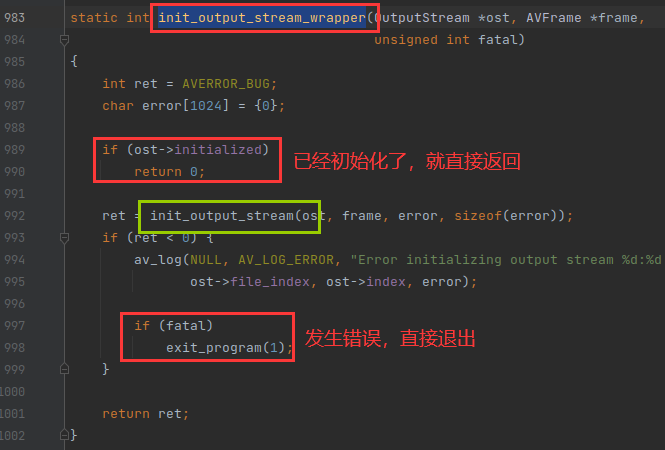 983 static int init_output_stream_wrapper(OutputStream *ost, AVFrame *frame,
984 unsigned int fatal)
985 {
986 int ret = AVERROR_BUG;
987 char error[1024] = {0};
988
989 if (ost->initialized) 已经初始化了，就直接返回
990 return 0;
991
992 ret = init_output_stream(ost, frame, error, sizeof(error));
993 if (ret < 0) {
994 av_log(NULL, AV_LOG_ERROR, "Error initializing output stream %d:%d
995 ost->file_index, ost->index, error);
996
997 if (fatal) 发生错误，直接退出
998 exit_program(1);
999 }
1000
1001 return ret;
1002 }